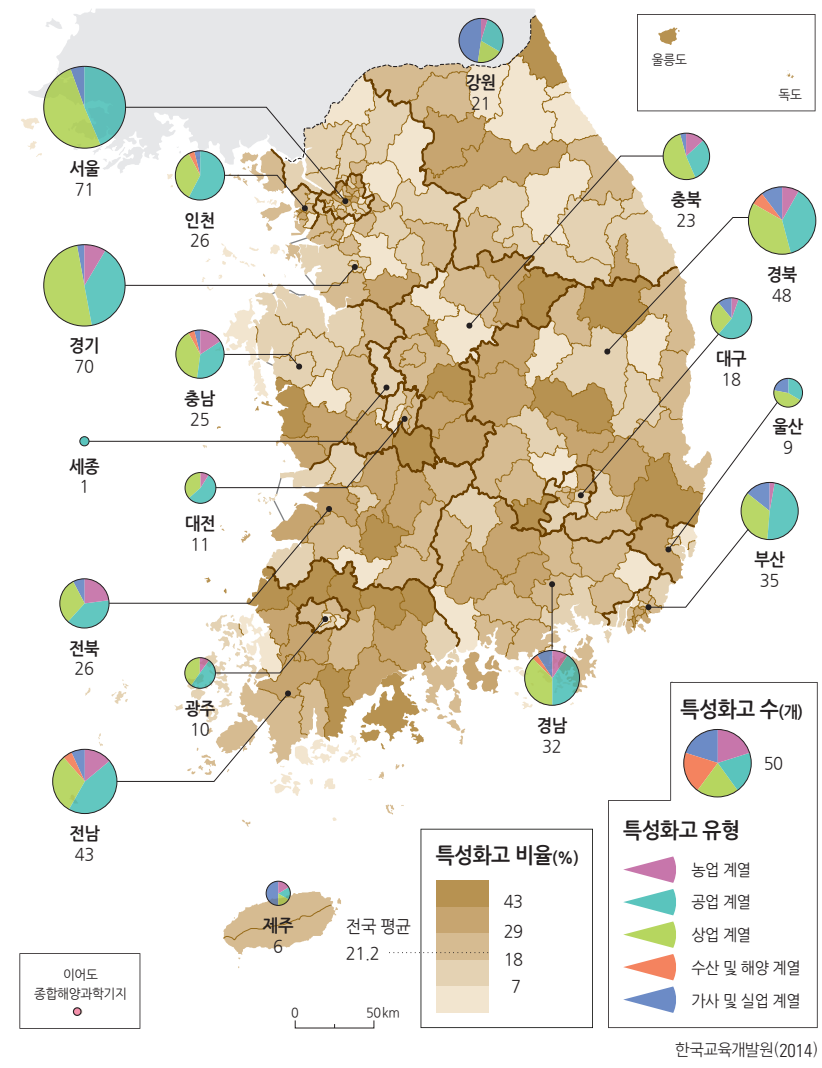 울릉도
독도
강원
21
서울
71
인천
26
충북
23
경북
48
경기
70
대구
18
충남
25
울산
9
세종
1
대전
11
부산
35
전북
26
광주
10
경남
32
전남
43
제주
6
이어도
종합해양과학기지
0 50km
특성화고 비율(%)
43
29
18
7
전국 평균
21.2
특성화고 수(개)
50
특성화고 유형
농업 계열
공업 계열
상업 계열
수산 및 해양 계열
가사 및 실업 계열
한국교육개발원(2014)